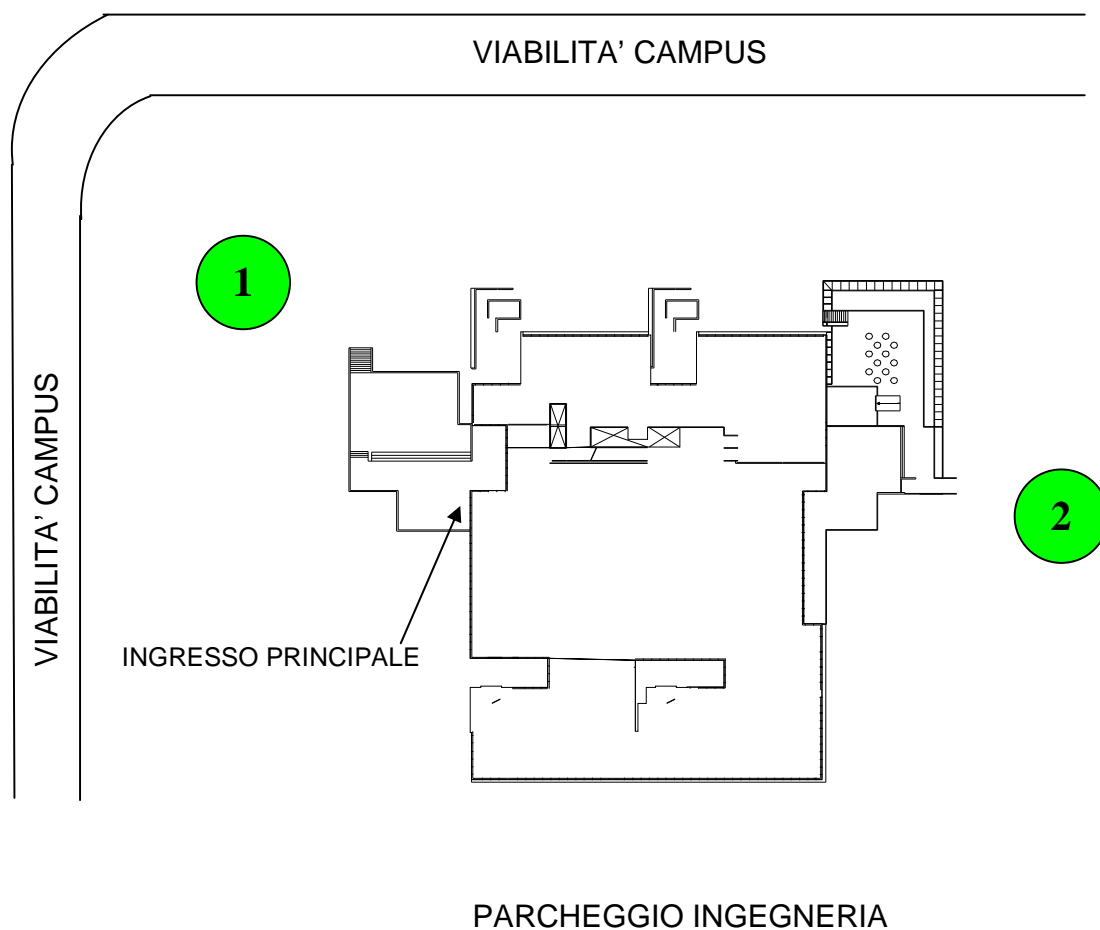 VIABILITA’ CAMPUS
1
VIABILITA’ CAMPUS
2
INGRESSO PRINCIPALE
PARCHEGGIO INGEGNERIA